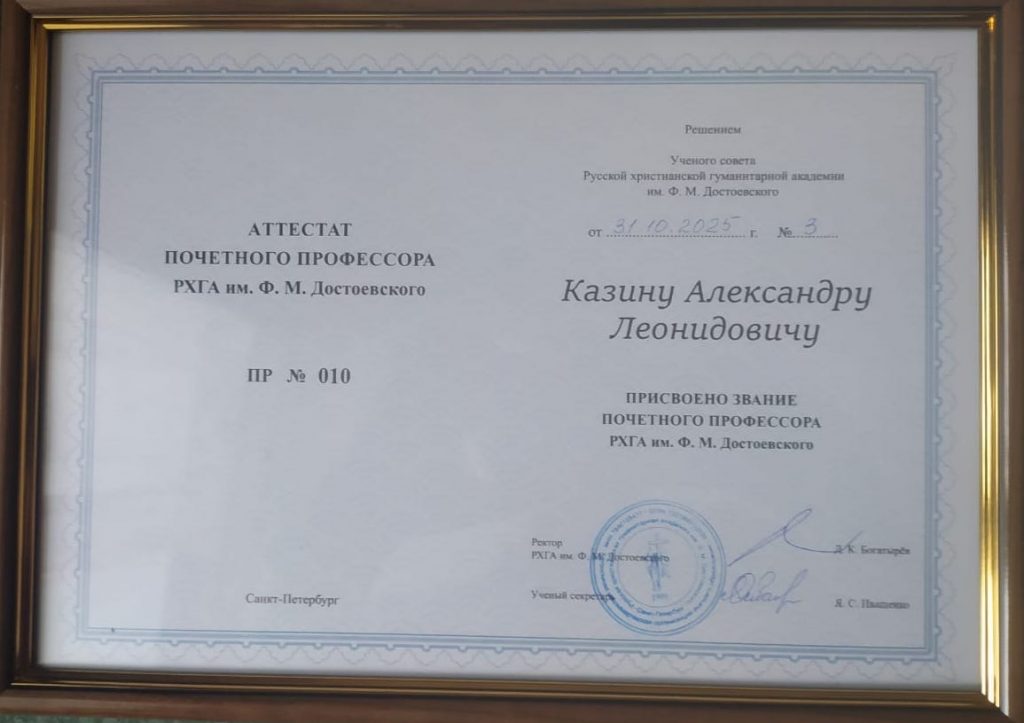 АТТЕСТАТ
ПОЧЕТНОГО ПРОФЕССОРА
РХГА им. Ф. М. Достоевского
ПР № 010
Санкт-Петербург
Решением
Ученого совета
Русской христианской гуманитарной академии
им. Ф. М. Достоевского
от 31.10.2025 г. № 3
Казину Александру
Леонидовичу
ПРИСВОЕНО ЗВАНИЕ
ПОЧЕТНОГО ПРОФЕССОРА
РХГА им. Ф. М. Достоевского
Ректор
РХГА им. Ф. М. Достоевского
Д. К. Богатырёв
Ученый секретарь
Я. С. Иващенко